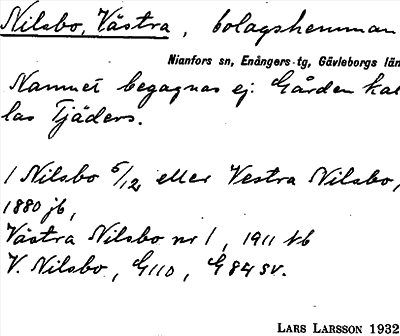 Nilsbo, Västra, bolagshemman
Nianfors sn, Enångers tg, Gävleborgs län
Namnet begagnas ej. Gården kal
las Tjäders.
1 Nilsbo 5/12 eller Vestra Nilsbo,
1880 jb,
Västra Nilsbo nr 1, 1911 kb
V. Nilsbo, G110, G 84 sv.
LARS LARSSON 1932